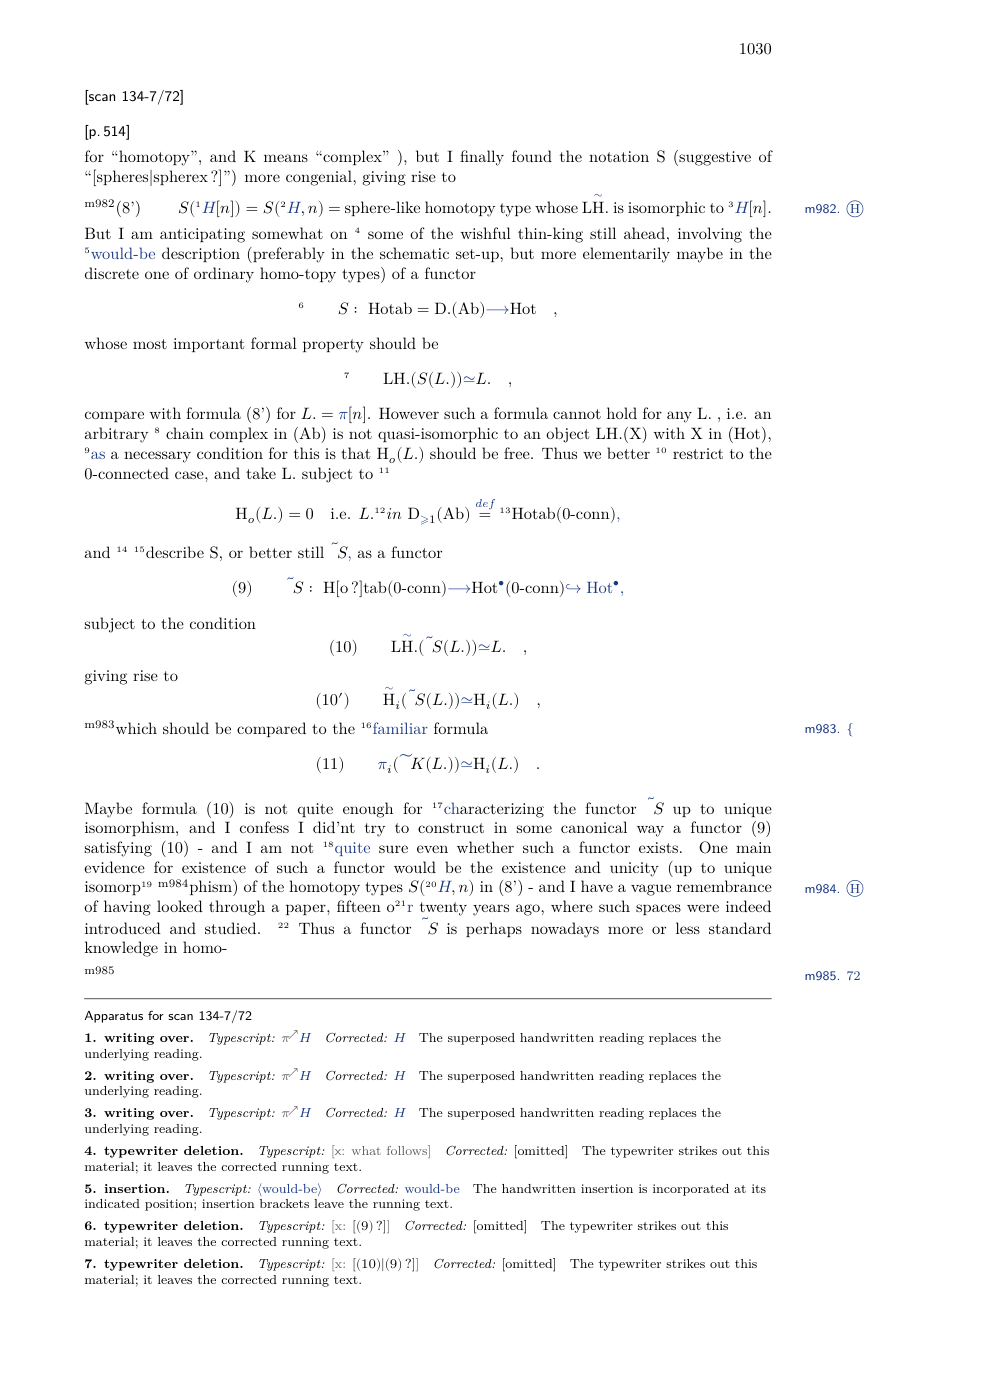 1030
[scan 134-7/72]
[p. 514]
for “homotopy”, and K means “complex” ), but I finally found the notation S (suggestive of
“[spheres|spherex ?]”) more congenial, giving rise to
m982(8’) S(¹H[n]) = S(²H, n) = sphere-like homotopy type whose LH̃. is isomorphic to ³H[n]. m982. Ⓗ
But I am anticipating somewhat on ⁴ some of the wishful thin-king still ahead, involving the
⁵would-be description (preferably in the schematic set-up, but more elementarily maybe in the
discrete one of ordinary homo-topy types) of a functor
⁶ S : Hotab = D.(Ab)⟶Hot ,
whose most important formal property should be
⁷ LH.(S(L.))≃L. ,
compare with formula (8’) for L. = π[n]. However such a formula cannot hold for any L. , i.e. an
arbitrary ⁸ chain complex in (Ab) is not quasi-isomorphic to an object LH.(X) with X in (Hot),
⁹as a necessary condition for this is that Hₒ(L.) should be free. Thus we better ¹⁰ restrict to the
0-connected case, and take L. subject to ¹¹
Hₒ(L.) = 0 i.e. L.¹²in D⩾₁(Ab) =def ¹³Hotab(0-conn),
and ¹⁴ ¹⁵describe S, or better still ˜S, as a functor
(9) ˜S : H[o ?]tab(0-conn)⟶Hot•(0-conn)↪ Hot•,
subject to the condition
(10) LH̃.(˜S(L.))≃L. ,
giving rise to
(10′) H̃ᵢ(˜S(L.))≃Hᵢ(L.) ,
m983which should be compared to the ¹⁶familiar formula m983. {
(11) πᵢ(˜K(L.))≃Hᵢ(L.) .
Maybe formula (10) is not quite enough for ¹⁷characterizing the functor ˜S up to unique
isomorphism, and I confess I did'nt try to construct in some canonical way a functor (9)
satisfying (10) - and I am not ¹⁸quite sure even whether such a functor exists. One main
evidence for existence of such a functor would be the existence and unicity (up to unique
isomorp¹⁹ m984phism) of the homotopy types S(²⁰H, n) in (8’) - and I have a vague remembrance m984. Ⓗ
of having looked through a paper, fifteen o²¹r twenty years ago, where such spaces were indeed
introduced and studied. ²² Thus a functor ˜S is perhaps nowadays more or less standard
knowledge in homo-
m985 m985. 72
Apparatus for scan 134-7/72
1. writing over. Typescript: π↗H Corrected: H The superposed handwritten reading replaces the
underlying reading.
2. writing over. Typescript: π↗H Corrected: H The superposed handwritten reading replaces the
underlying reading.
3. writing over. Typescript: π↗H Corrected: H The superposed handwritten reading replaces the
underlying reading.
4. typewriter deletion. Typescript: [x: what follows] Corrected: [omitted] The typewriter strikes out this
material; it leaves the corrected running text.
5. insertion. Typescript: ⟨would-be⟩ Corrected: would-be The handwritten insertion is incorporated at its
indicated position; insertion brackets leave the running text.
6. typewriter deletion. Typescript: [x: [(9) ?]] Corrected: [omitted] The typewriter strikes out this
material; it leaves the corrected running text.
7. typewriter deletion. Typescript: [x: [(10)|(9) ?]] Corrected: [omitted] The typewriter strikes out this
material; it leaves the corrected running text.